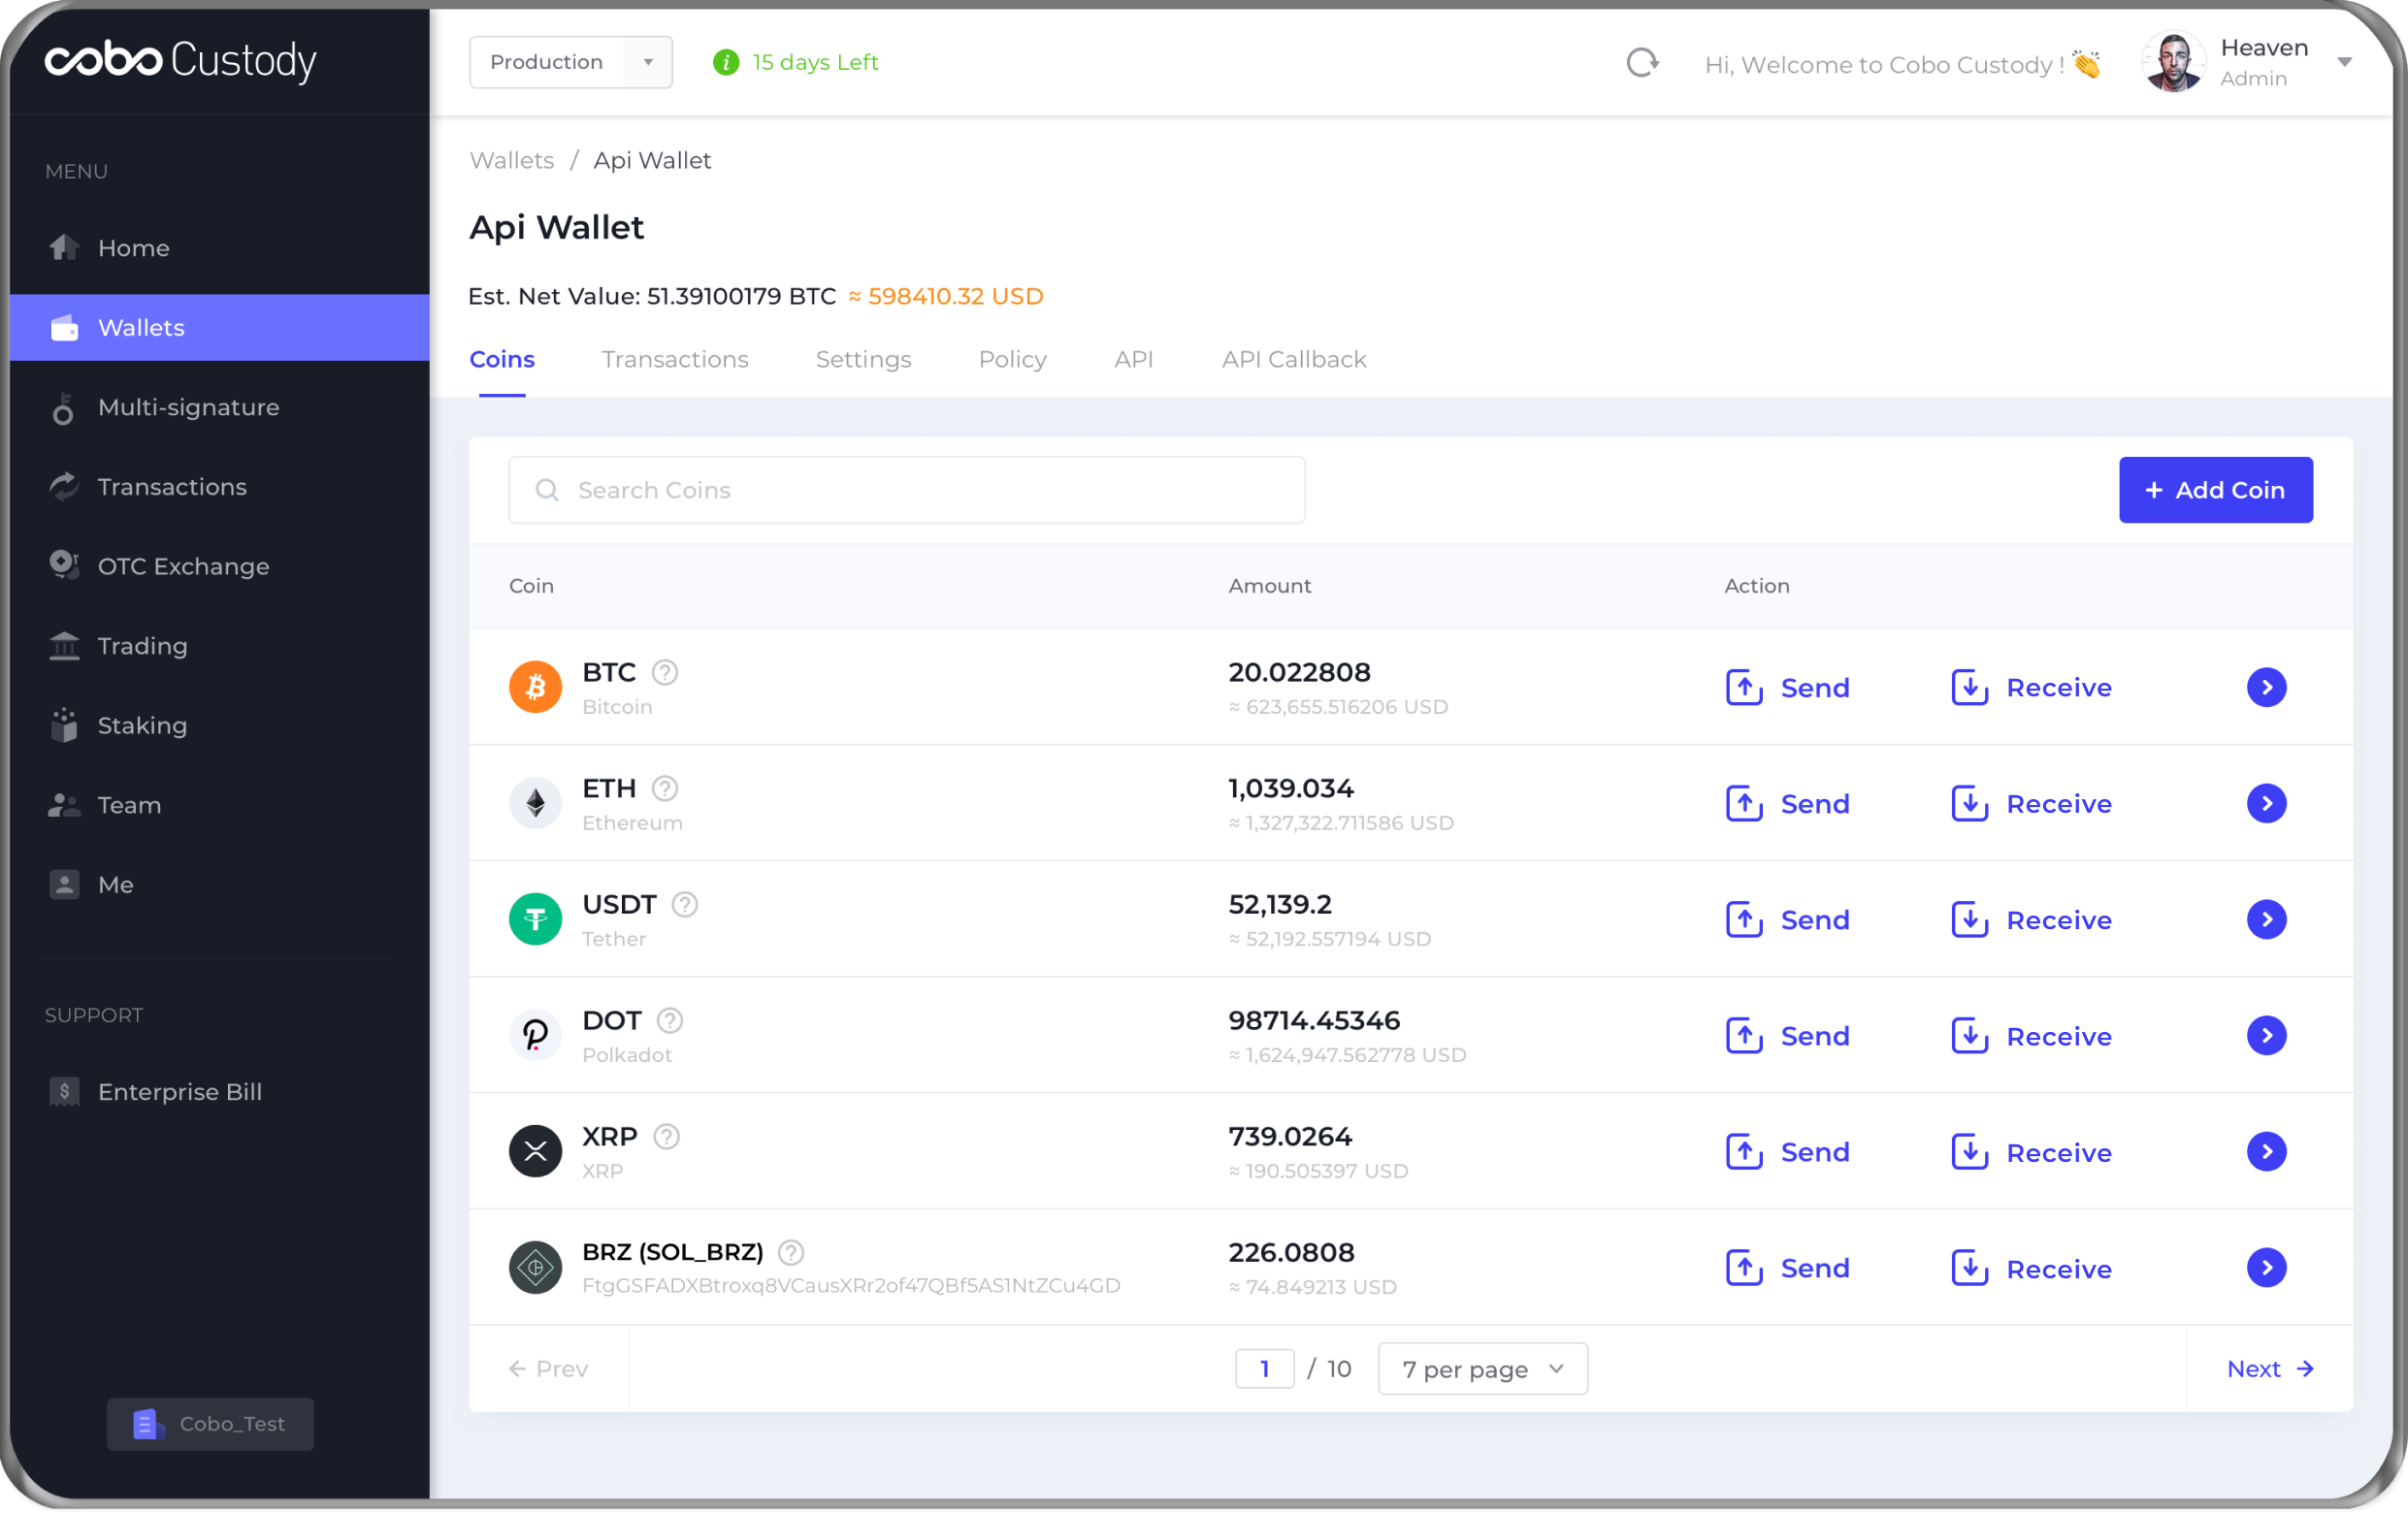 cobo Custody
Production
15 days Left
Hi, Welcome to Cobo Custody ! 👏
Heaven
Admin
MENU
Home
Wallets
Multi-signature
Transactions
OTC Exchange
Trading
Staking
Team
Me
SUPPORT
Enterprise Bill
Cobo_Test
Wallets / Api Wallet
Api Wallet
Est. Net Value: 51.39100179 BTC ≈ 598410.32 USD
Coins Transactions Settings Policy API API Callback
Search Coins
+ Add Coin
Coin Amount Action
BTC 20.022808
Bitcoin ≈ 623,655.516206 USD
Send Receive
ETH 1,039.034
Ethereum ≈ 1,327,322.711586 USD
Send Receive
USDT 52,139.2
Tether ≈ 52,192.557194 USD
Send Receive
DOT 98714.45346
Polkadot ≈ 1,624,947.562778 USD
Send Receive
XRP 739.0264
XRP ≈ 190.505397 USD
Send Receive
BRZ (SOL_BRZ) 226.0808
FtgGSFADXBtroxq8VCausXRr2of47QBf5AS1NtZCu4GD ≈ 74.849213 USD
Send Receive
← Prev 1 / 10 7 per page Next →